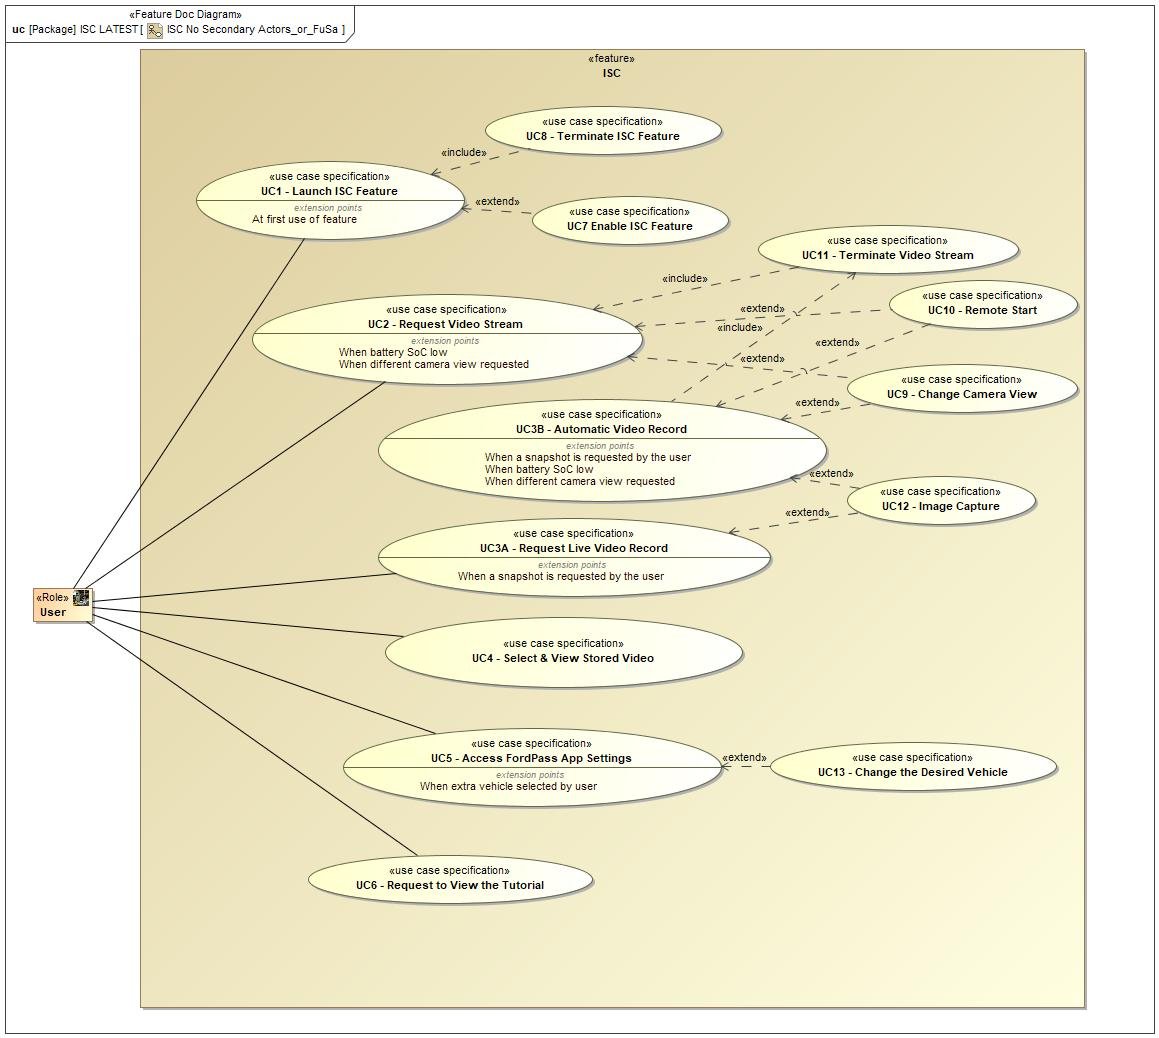 «Feature Doc Diagram»
uc [Package] ISC LATEST [ ISC No Secondary Actors_or_FuSa ]
«feature»
ISC
«use case specification»
UC8 - Terminate ISC Feature
«include»
«use case specification»
UC1 - Launch ISC Feature
extension points
At first use of feature
«extend»
«use case specification»
UC7 Enable ISC Feature
«use case specification»
UC11 - Terminate Video Stream
«include»
«use case specification»
UC10 - Remote Start
«extend»
«use case specification»
UC2 - Request Video Stream
extension points
When battery SoC low
When different camera view requested
«include»
«extend»
«extend»
«use case specification»
UC9 - Change Camera View
«extend»
«use case specification»
UC3B - Automatic Video Record
extension points
When a snapshot is requested by the user
When battery SoC low
When different camera view requested
«extend»
«use case specification»
UC12 - Image Capture
«extend»
«use case specification»
UC3A - Request Live Video Record
extension points
When a snapshot is requested by the user
«Role»
User
«use case specification»
UC4 - Select & View Stored Video
«use case specification»
UC5 - Access FordPass App Settings
extension points
When extra vehicle selected by user
«extend»
«use case specification»
UC13 - Change the Desired Vehicle
«use case specification»
UC6 - Request to View the Tutorial